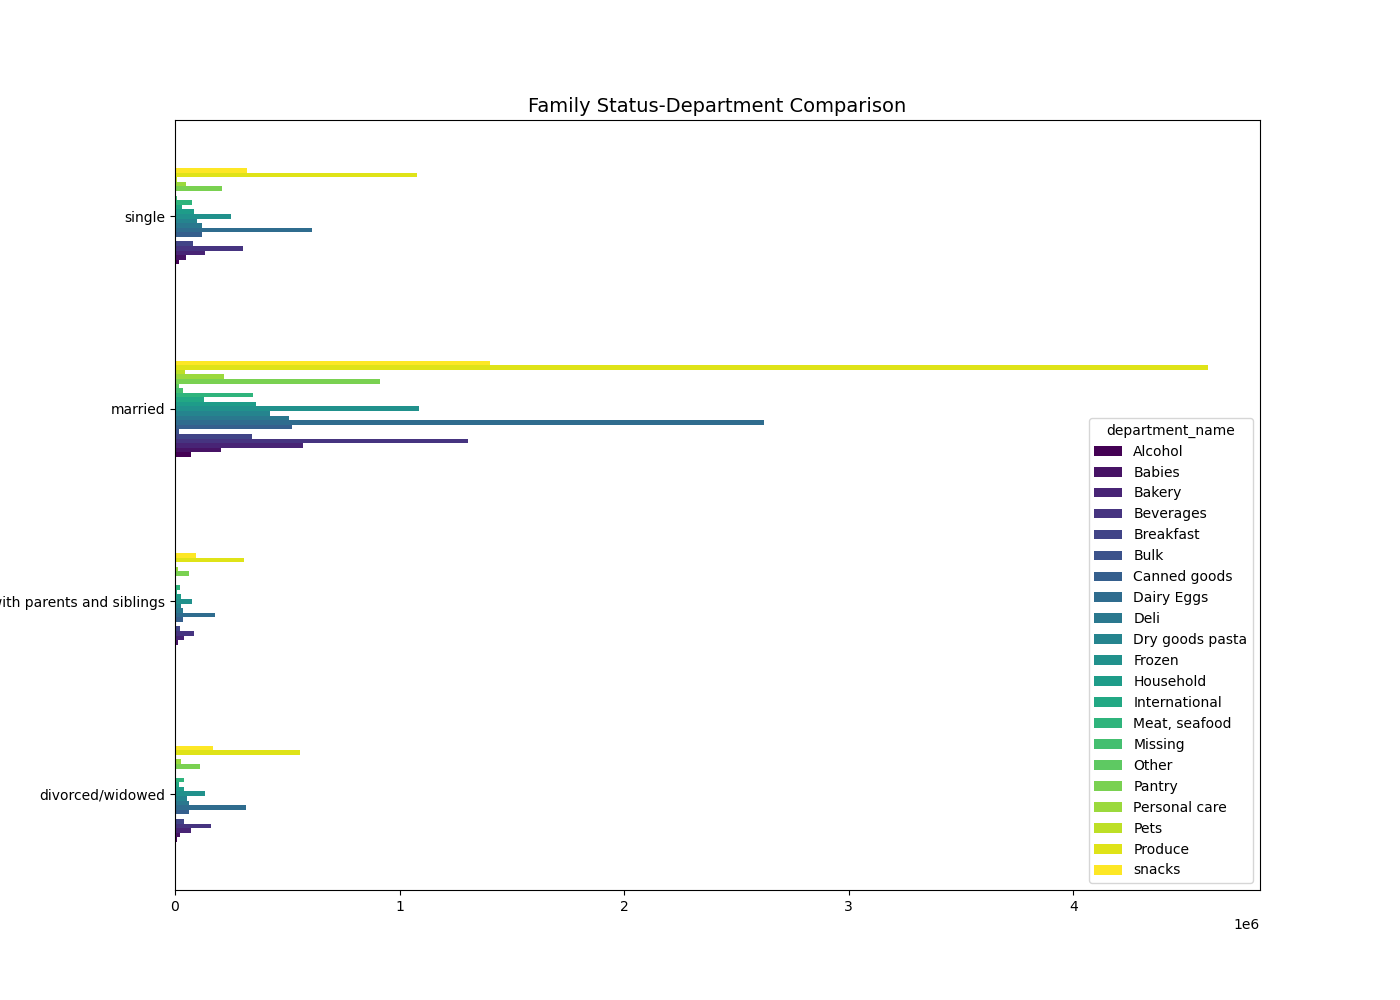 Family Status-Department Comparison
single
married
with parents and siblings
divorced/widowed
department_name
Alcohol
Babies
Bakery
Beverages
Breakfast
Bulk
Canned goods
Dairy Eggs
Deli
Dry goods pasta
Frozen
Household
International
Meat, seafood
Missing
Other
Pantry
Personal care
Pets
Produce
snacks
0 1 2 3 4
1e6